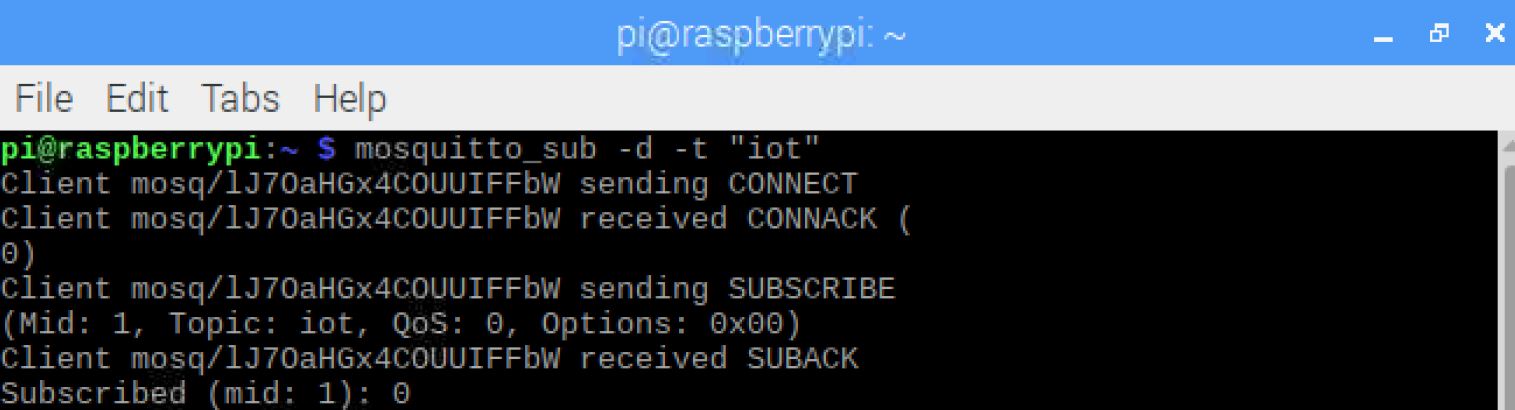 pi@raspberrypi: ~
File Edit Tabs Help
pi@raspberrypi:~ $ mosquitto_sub -d -t "iot"
Client mosq/lJ7OaHGx4COUUIFFbW sending CONNECT
Client mosq/lJ7OaHGx4COUUIFFbW received CONNACK (
0)
Client mosq/lJ7OaHGx4COUUIFFbW sending SUBSCRIBE
(Mid: 1, Topic: iot, QoS: 0, Options: 0x00)
Client mosq/lJ7OaHGx4COUUIFFbW received SUBACK
Subscribed (mid: 1): 0